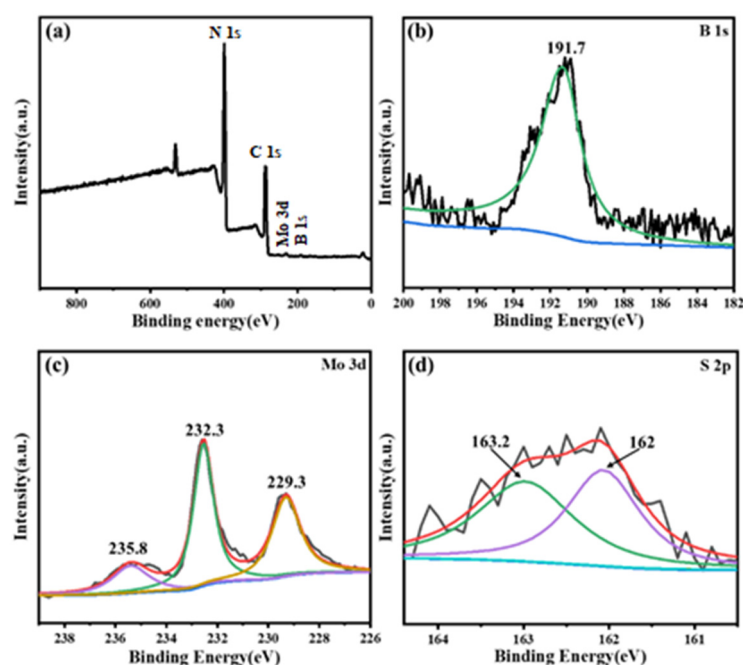 (a)
N 1s
C 1s
Mo 3d
B 1s
Intensity(a.u.)
800 600 400 200 0
Binding energy(eV)
(b)
B 1s
191.7
Intensity(a.u.)
200 198 196 194 192 190 188 186 184 182
Binding Energy(eV)
(c)
Mo 3d
232.3
229.3
235.8
Intensity(a.u.)
238 236 234 232 230 228 226
Binding Energy(eV)
(d)
S 2p
163.2
162
Intensity(a.u.)
164 163 162 161
Binding Energy(eV)